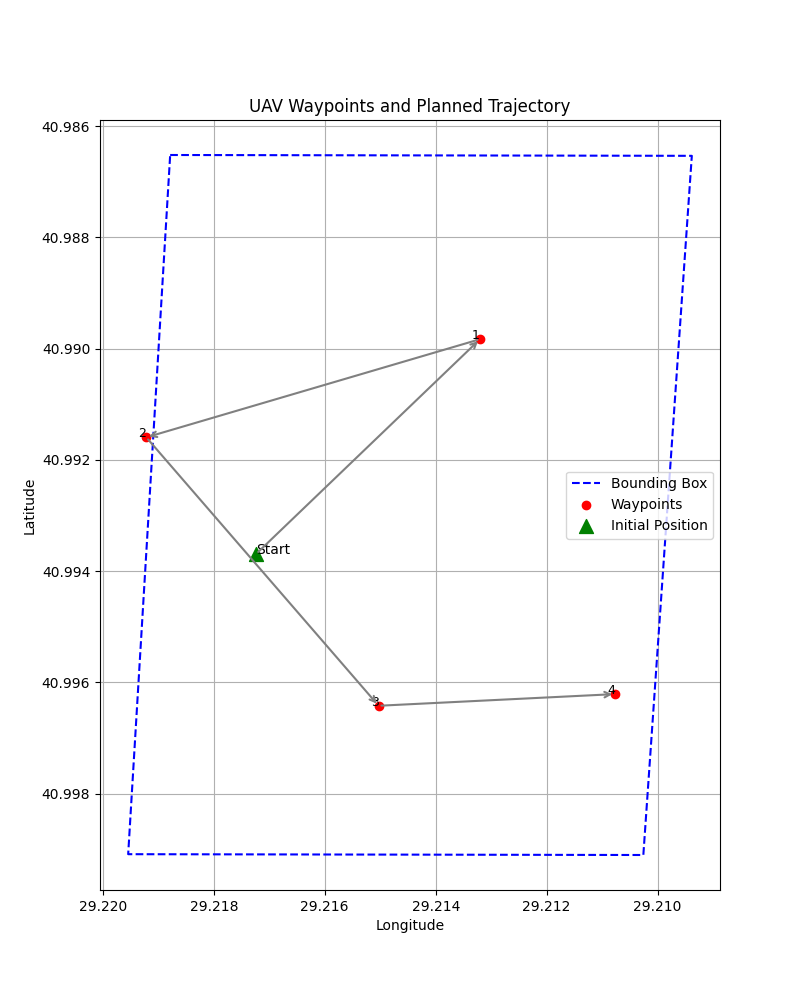 UAV Waypoints and Planned Trajectory
40.986
40.988
40.990
40.992
40.994
40.996
40.998
Latitude
1
2
Start
3
4
Bounding Box
Waypoints
Initial Position
29.220 29.218 29.216 29.214 29.212 29.210
Longitude